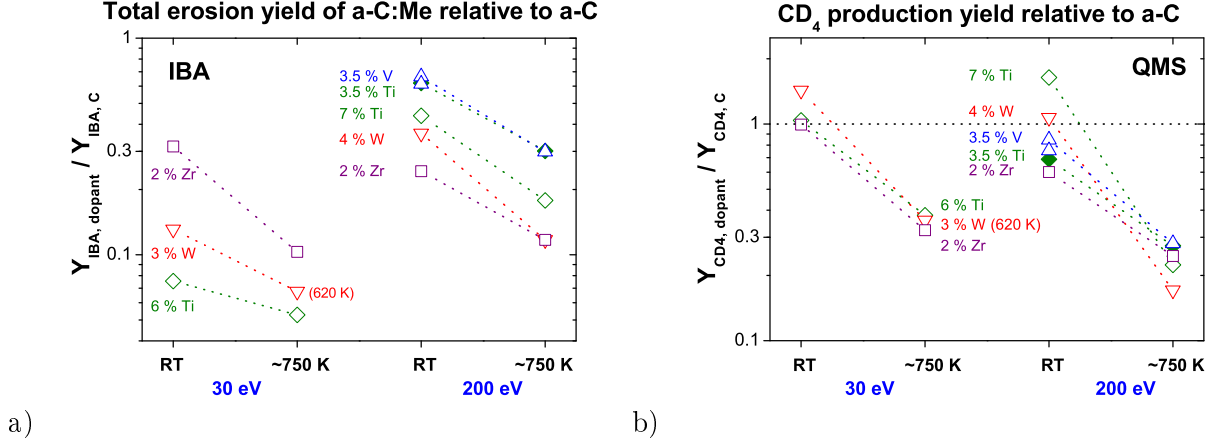 Total erosion yield of a-C:Me relative to a-C
IBA
Y_IBA, dopant / Y_IBA, C
1
0.3
0.1
2 % Zr
3 % W
6 % Ti
(620 K)
3.5 % V
3.5 % Ti
7 % Ti
4 % W
2 % Zr
RT
~750 K
RT
~750 K
30 eV
200 eV
a)
CD4 production yield relative to a-C
QMS
Y_CD4, dopant / Y_CD4, C
1
0.3
0.1
6 % Ti
3 % W (620 K)
2 % Zr
7 % Ti
4 % W
3.5 % V
3.5 % Ti
2 % Zr
RT
~750 K
RT
~750 K
30 eV
200 eV
b)